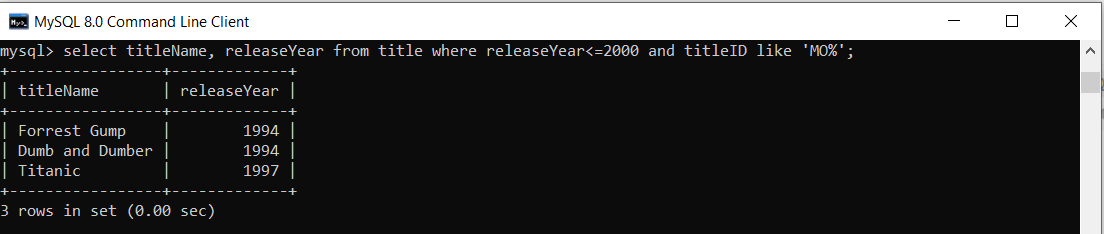 MySQL 8.0 Command Line Client
mysql> select titleName, releaseYear from title where releaseYear<=2000 and titleID like 'MO%';
+-----------------+-------------+
| titleName       | releaseYear |
+-----------------+-------------+
| Forrest Gump    |        1994 |
| Dumb and Dumber |        1994 |
| Titanic         |        1997 |
+-----------------+-------------+
3 rows in set (0.00 sec)